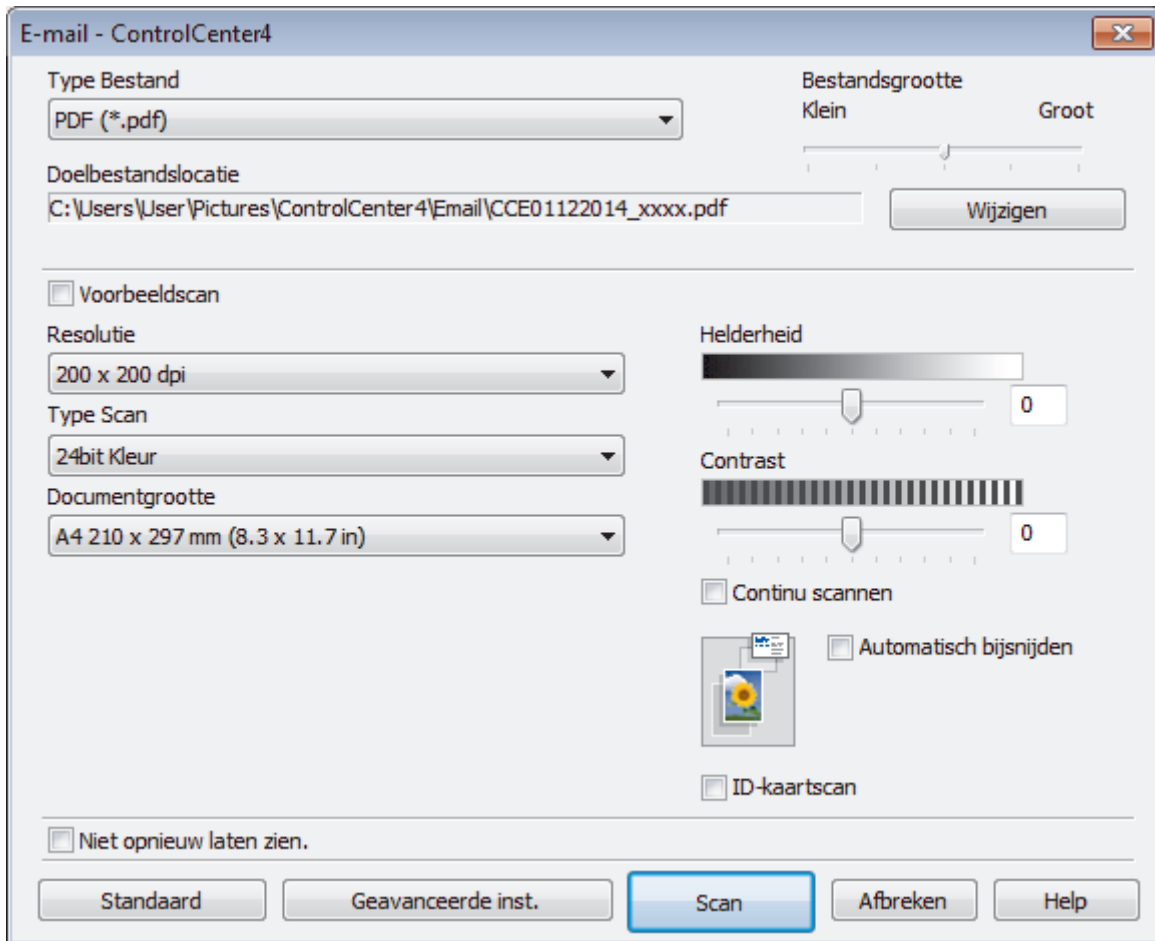 E-mail - ControlCenter4
Type Bestand
PDF (*.pdf)
Bestandsgrootte
Klein Groot
Doelbestandslocatie
C:\Users\User\Pictures\ControlCenter4\Email\CCE01122014_xxxx.pdf
Wijzigen
Voorbeeldscan
Resolutie
200 x 200 dpi
Type Scan
24bit Kleur
Documentgrootte
A4 210 x 297 mm (8.3 x 11.7 in)
Helderheid
0
Contrast
0
Continu scannen
Automatisch bijsnijden
ID-kaartscan
Niet opnieuw laten zien.
Standaard Geavanceerde inst. Scan Afbreken Help